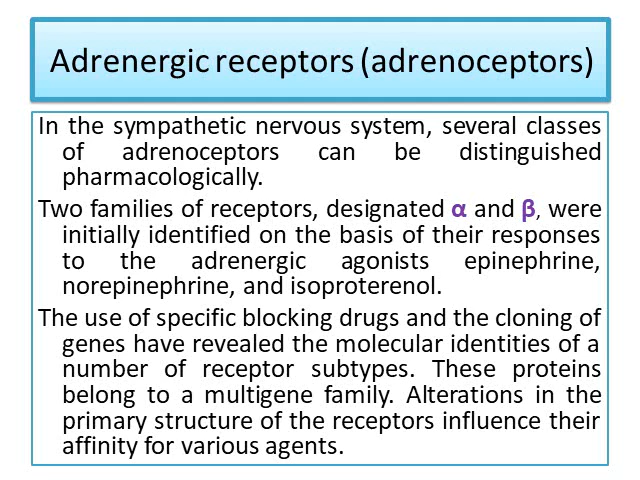 Adrenergic receptors (adrenoceptors)
In the sympathetic nervous system, several classes
of adrenoceptors can be distinguished
pharmacologically.
Two families of receptors, designated α and β, were
initially identified on the basis of their responses
to the adrenergic agonists epinephrine,
norepinephrine, and isoproterenol.
The use of specific blocking drugs and the cloning of
genes have revealed the molecular identities of a
number of receptor subtypes. These proteins
belong to a multigene family. Alterations in the
primary structure of the receptors influence their
affinity for various agents.